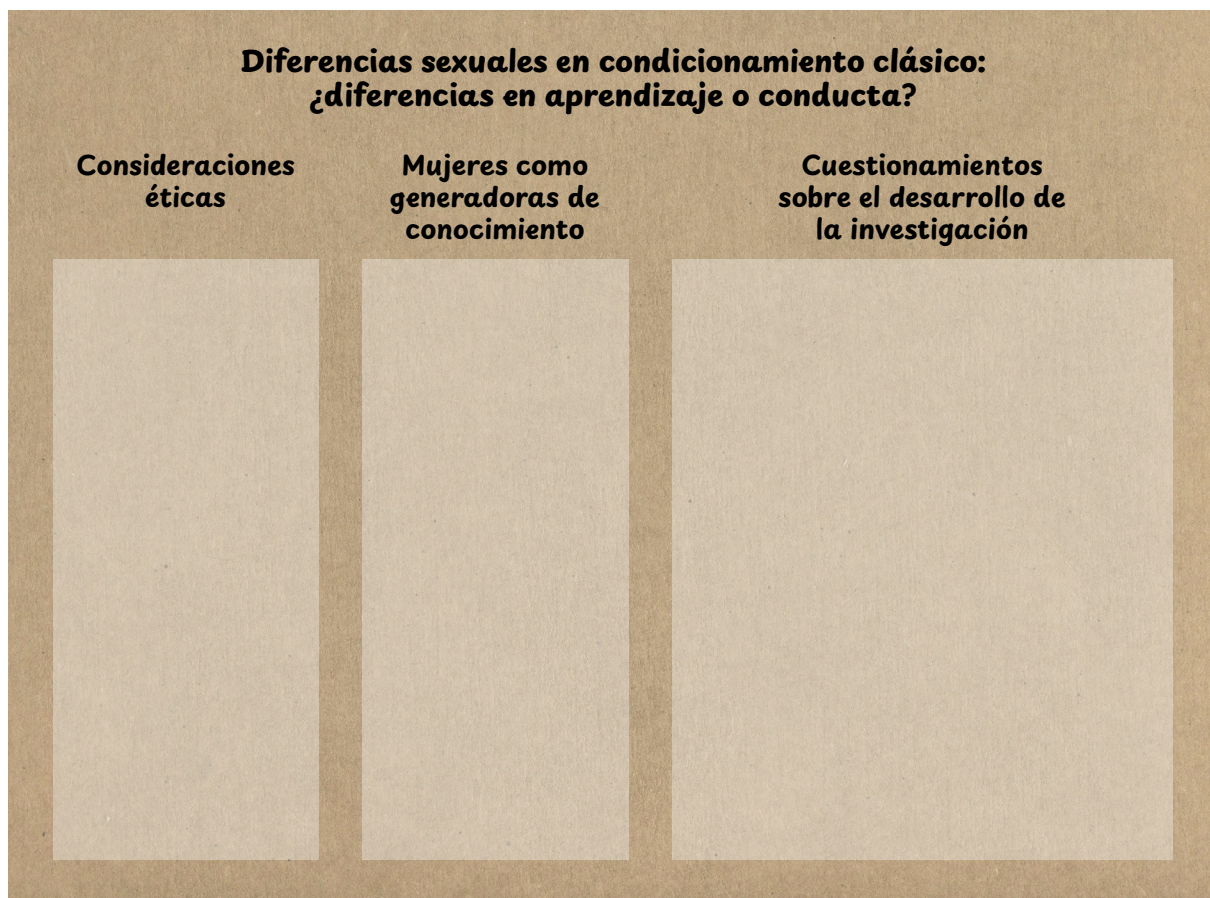 Diferencias sexuales en condicionamiento clásico:
¿diferencias en aprendizaje o conducta?
Consideraciones
éticas
Mujeres como
generadoras de
conocimiento
Cuestionamientos
sobre el desarrollo de
la investigación